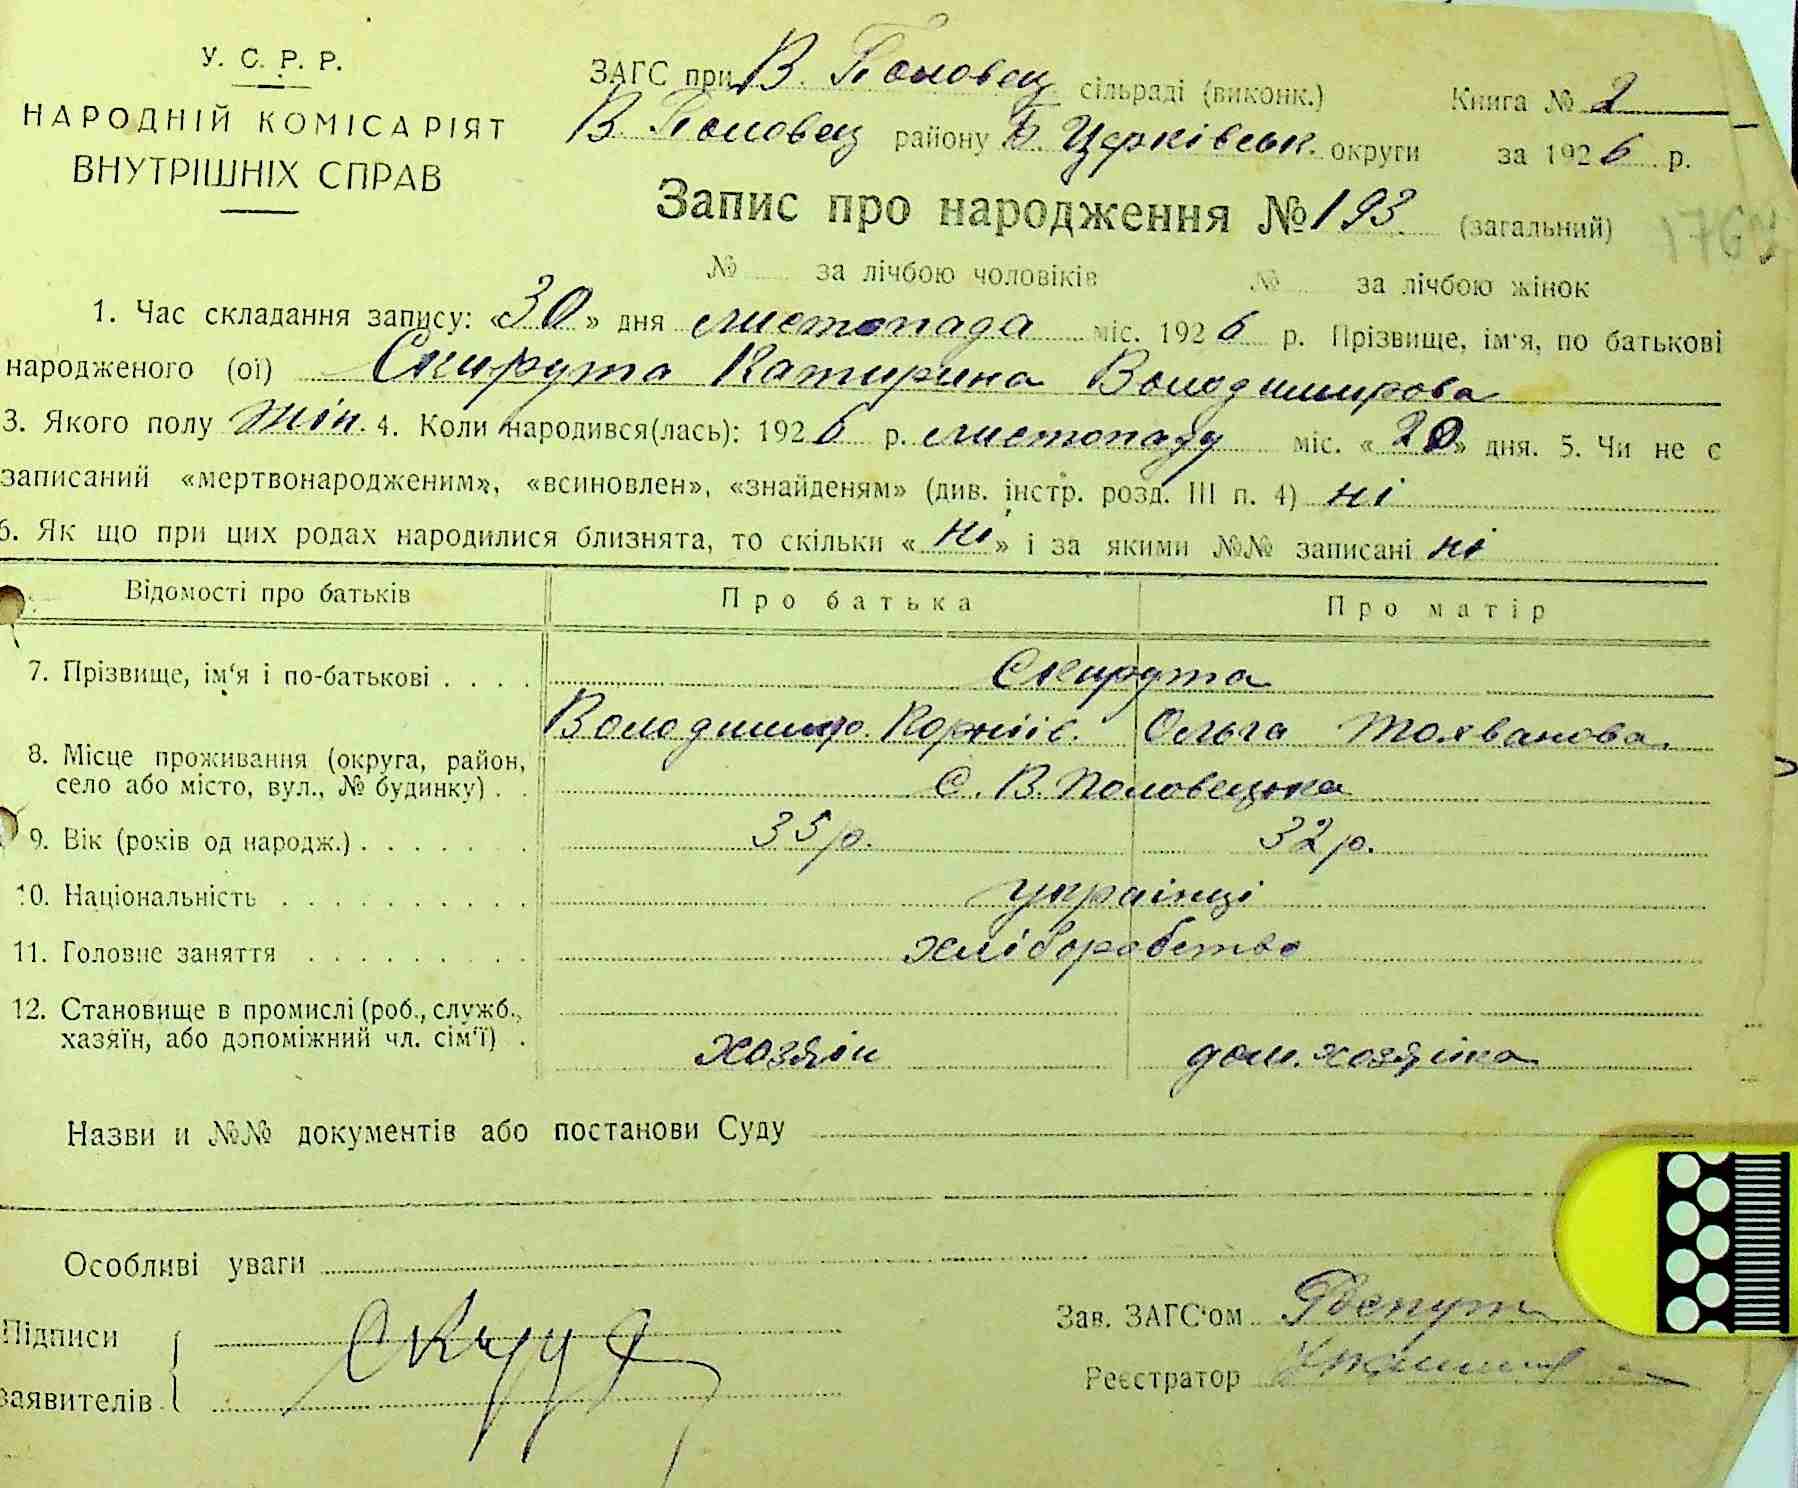 У. С. Р. Р.
НАРОДНІЙ КОМІСАРІЯТ
ВНУТРІШНІХ СПРАВ
ЗАГС при В. Половец сільраді (виконк.) Книга № 2
В. Половец району Б. Церківськ. округи за 1926 р.
Запис про народження № 193. (загальний)
№ за лічбою чоловіків № за лічбою жінок
1. Час складання запису: «30» дня листопада міс. 1926 р. Прізвище, ім'я, по батькові
народженого (ої) Скирута Катирина Володимирова
3. Якого полу жін. 4. Коли народився(лась): 1926 р. листопаду міс. «20» дня. 5. Чи не є
записаний «мертвонародженим», «всиновлен», «знайденям» (див. інстр. розд. III п. 4) ні
6. Як що при цих родах народилися близнята, то скільки «ні» і за якими №№ записані ні
Відомості про батьків Про батька Про матір
7. Прізвище, ім'я і по-батькові Скирута
Володимир Корніїв. Ольга
8. Місце проживання (округа, район,
село або місто, вул., № будинку) С. В. Половецька
9. Вік (років од народж.) 35 р. 32 р.
10. Національність українці
11. Головне заняття хліборобство
12. Становище в промислі (роб., служб.,
хазяїн, або допоміжний чл. сім'ї) хозяін дом. хозяїка
Назви и №№ документів або постанови Суду
Особливі уваги
Підписи
заявителів
Зав. ЗАГС'ом
Реєстратор